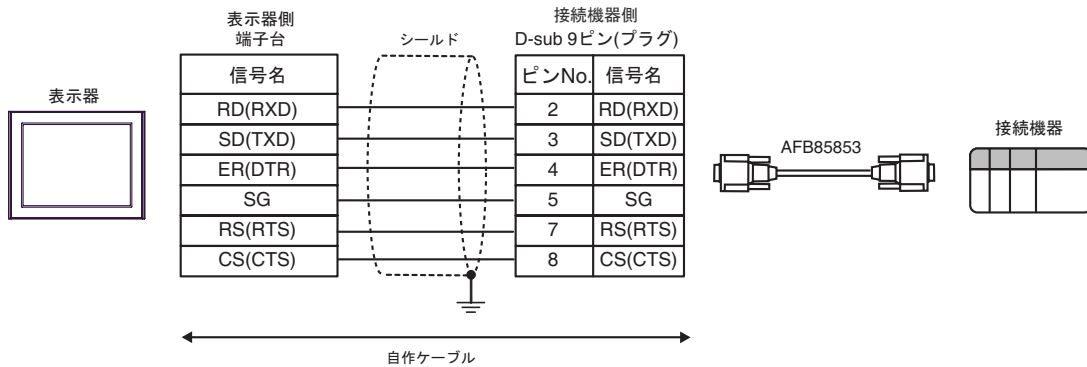 表示器
表示器側
端子台
シールド
接続機器側
D-sub 9ピン(プラグ)
信号名
ピンNo. 信号名
RD(RXD) 2 RD(RXD)
SD(TXD) 3 SD(TXD)
ER(DTR) 4 ER(DTR)
SG 5 SG
RS(RTS) 7 RS(RTS)
CS(CTS) 8 CS(CTS)
自作ケーブル
AFB85853
接続機器